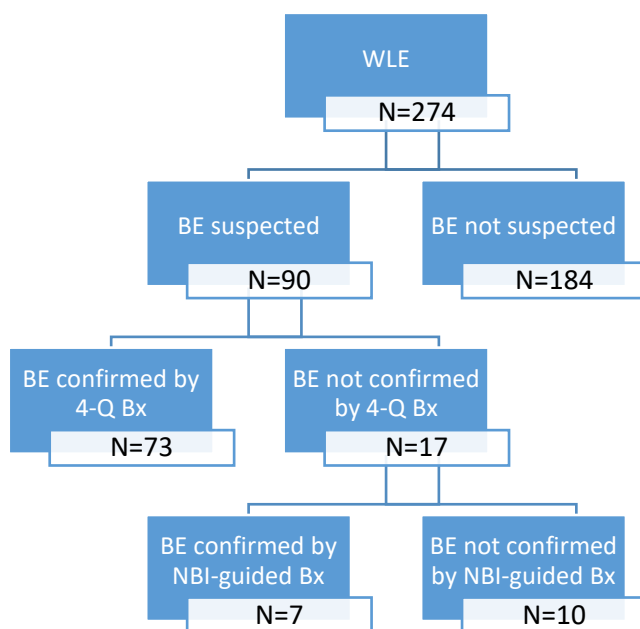 WLE
N=274
BE suspected
N=90
BE not suspected
N=184
BE confirmed by
4-Q Bx
N=73
BE not confirmed
by 4-Q Bx
N=17
BE confirmed by
NBI-guided Bx
N=7
BE not confirmed
by NBI-guided Bx
N=10